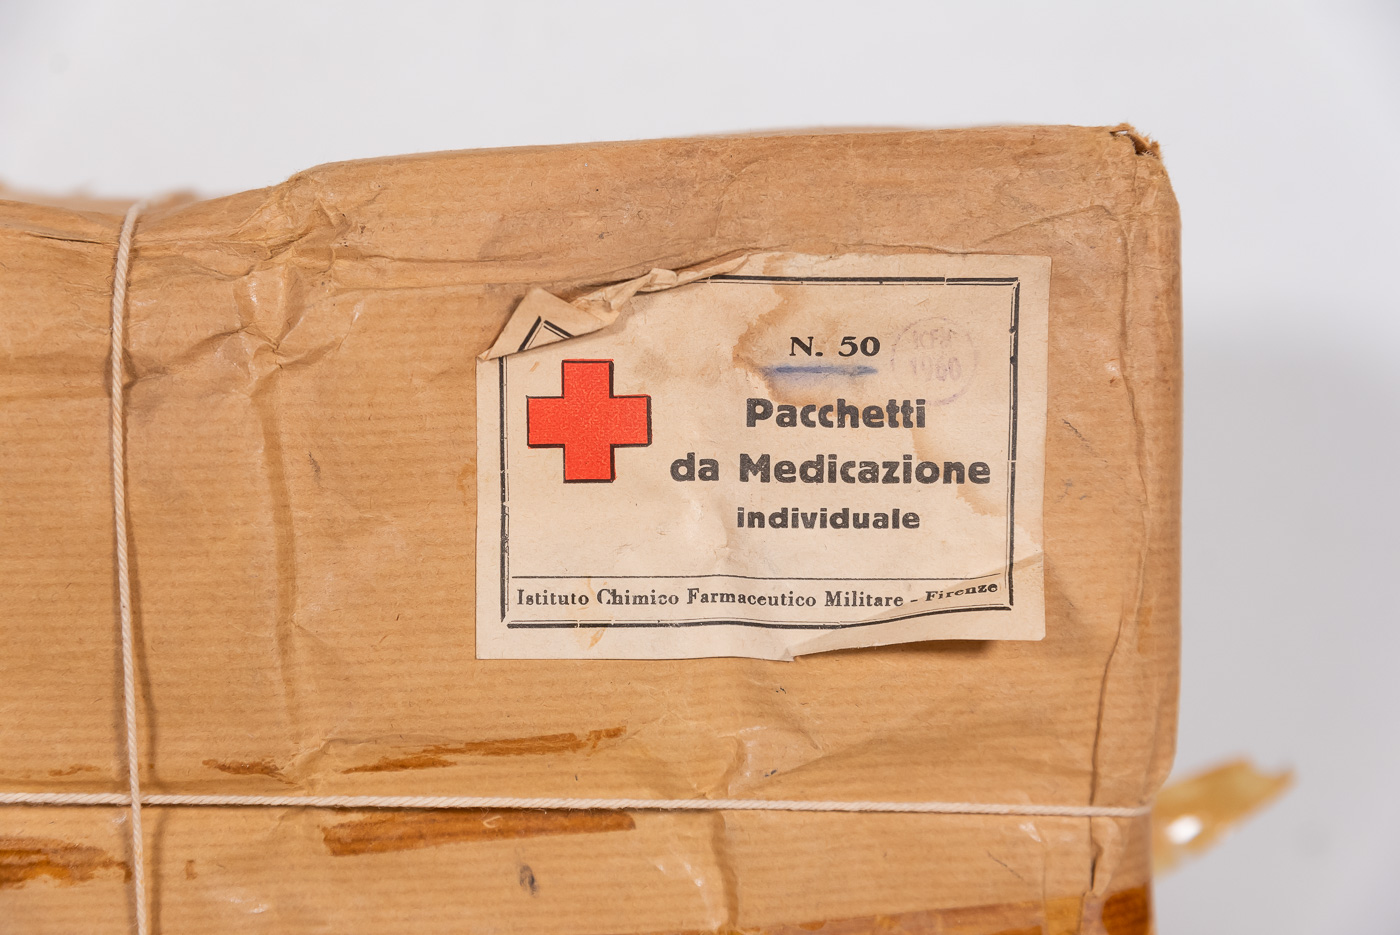 N. 50
Pacchetti
da Medicazione
individuale
Istituto Chimico Farmaceutico Militare - Firenze